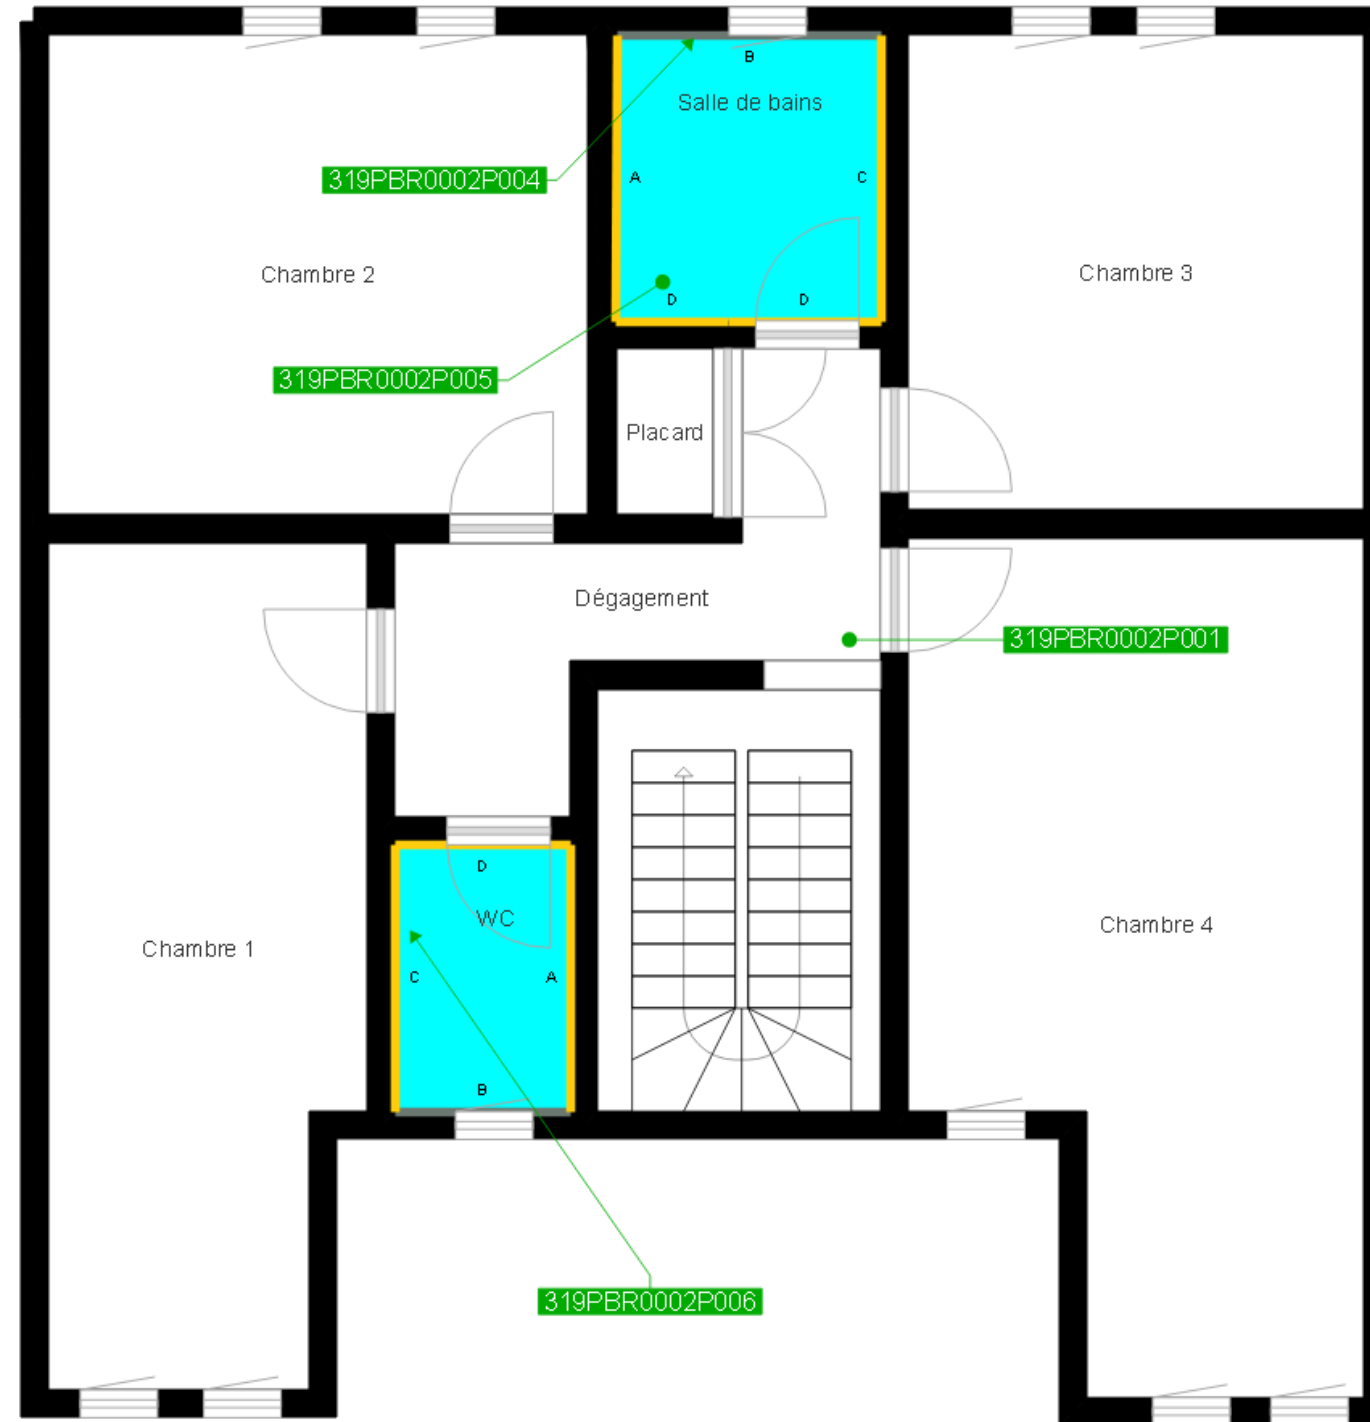 B
Salle de bains
319PBR0002P004
A
C
Chambre 2
Chambre 3
D
D
319PBR0002P005
Placard
Dégagement
319PBR0002P001
D
WC
Chambre 1
Chambre 4
C
A
B
319PBR0002P006